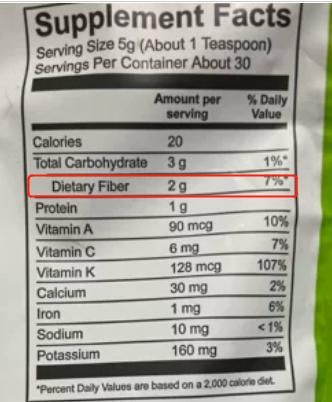 Supplement Facts
Serving Size 5g (About 1 Teaspoon)
Servings Per Container About 30
Amount per serving % Daily Value
Calories 20
Total Carbohydrate 3 g 1%*
Dietary Fiber 2 g 7%*
Protein 1 g
Vitamin A 90 mcg 10%
Vitamin C 6 mg 7%
Vitamin K 128 mcg 107%
Calcium 30 mg 2%
Iron 1 mg 6%
Sodium 10 mg <1%
Potassium 160 mg 3%
*Percent Daily Values are based on a 2,000 calorie diet.